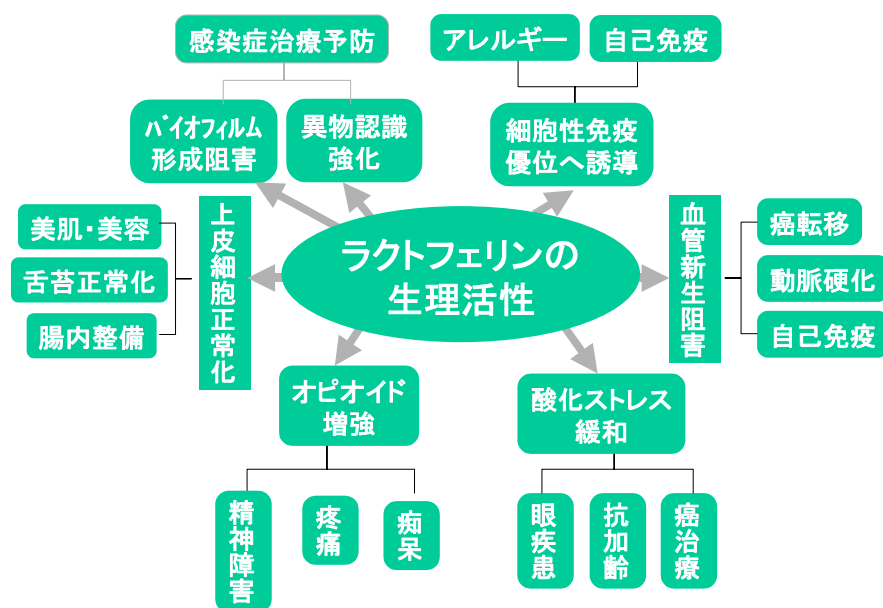 感染症治療予防
アレルギー
自己免疫
バイオフィルム
形成阻害
異物認識
強化
細胞性免疫
優位へ誘導
美肌・美容
舌苔正常化
腸内整備
上皮細胞正常化
ラクトフェリンの
生理活性
血管新生阻害
癌転移
動脈硬化
自己免疫
オピオイド
増強
酸化ストレス
緩和
精神障害
疼痛
痴呆
眼疾患
抗加齢
癌治療